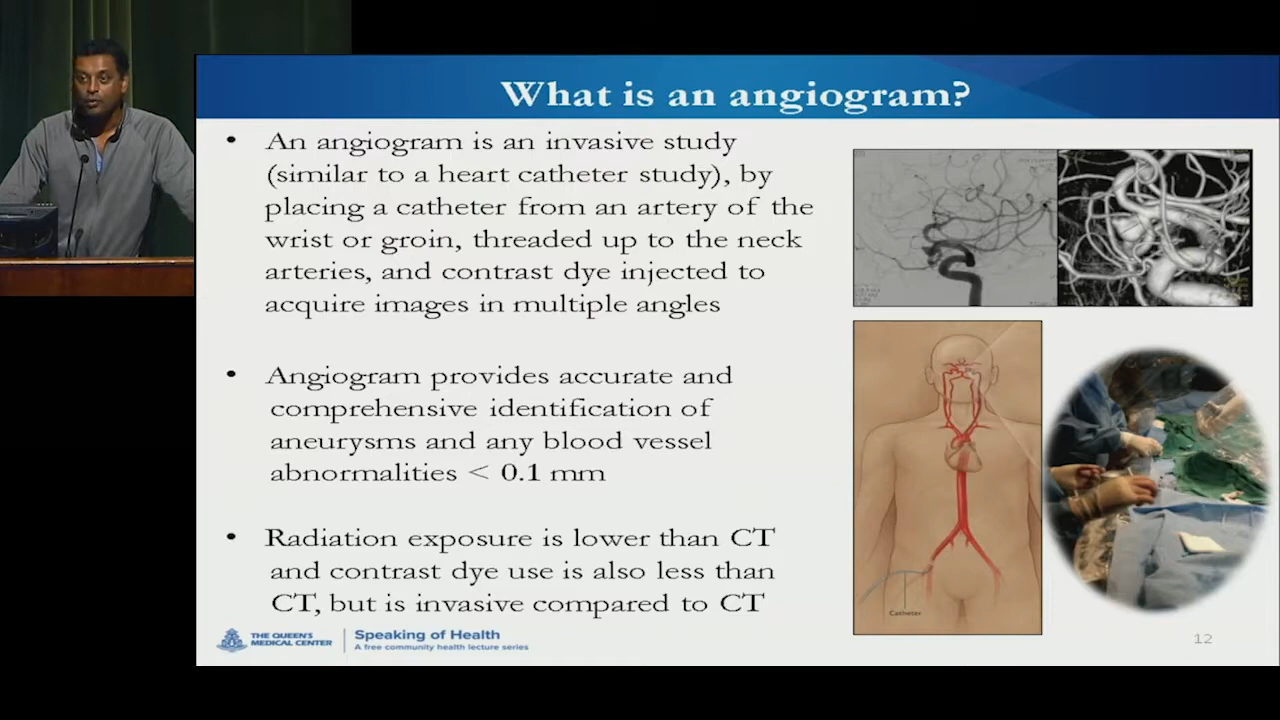 What is an angiogram?
• An angiogram is an invasive study
(similar to a heart catheter study), by
placing a catheter from an artery of the
wrist or groin, threaded up to the neck
arteries, and contrast dye injected to
acquire images in multiple angles
• Angiogram provides accurate and
comprehensive identification of
aneurysms and any blood vessel
abnormalities < 0.1 mm
• Radiation exposure is lower than CT
and contrast dye use is also less than
CT, but is invasive compared to CT
Catheter
THE QUEEN'S
MEDICAL CENTER
Speaking of Health
A free community health lecture series
12